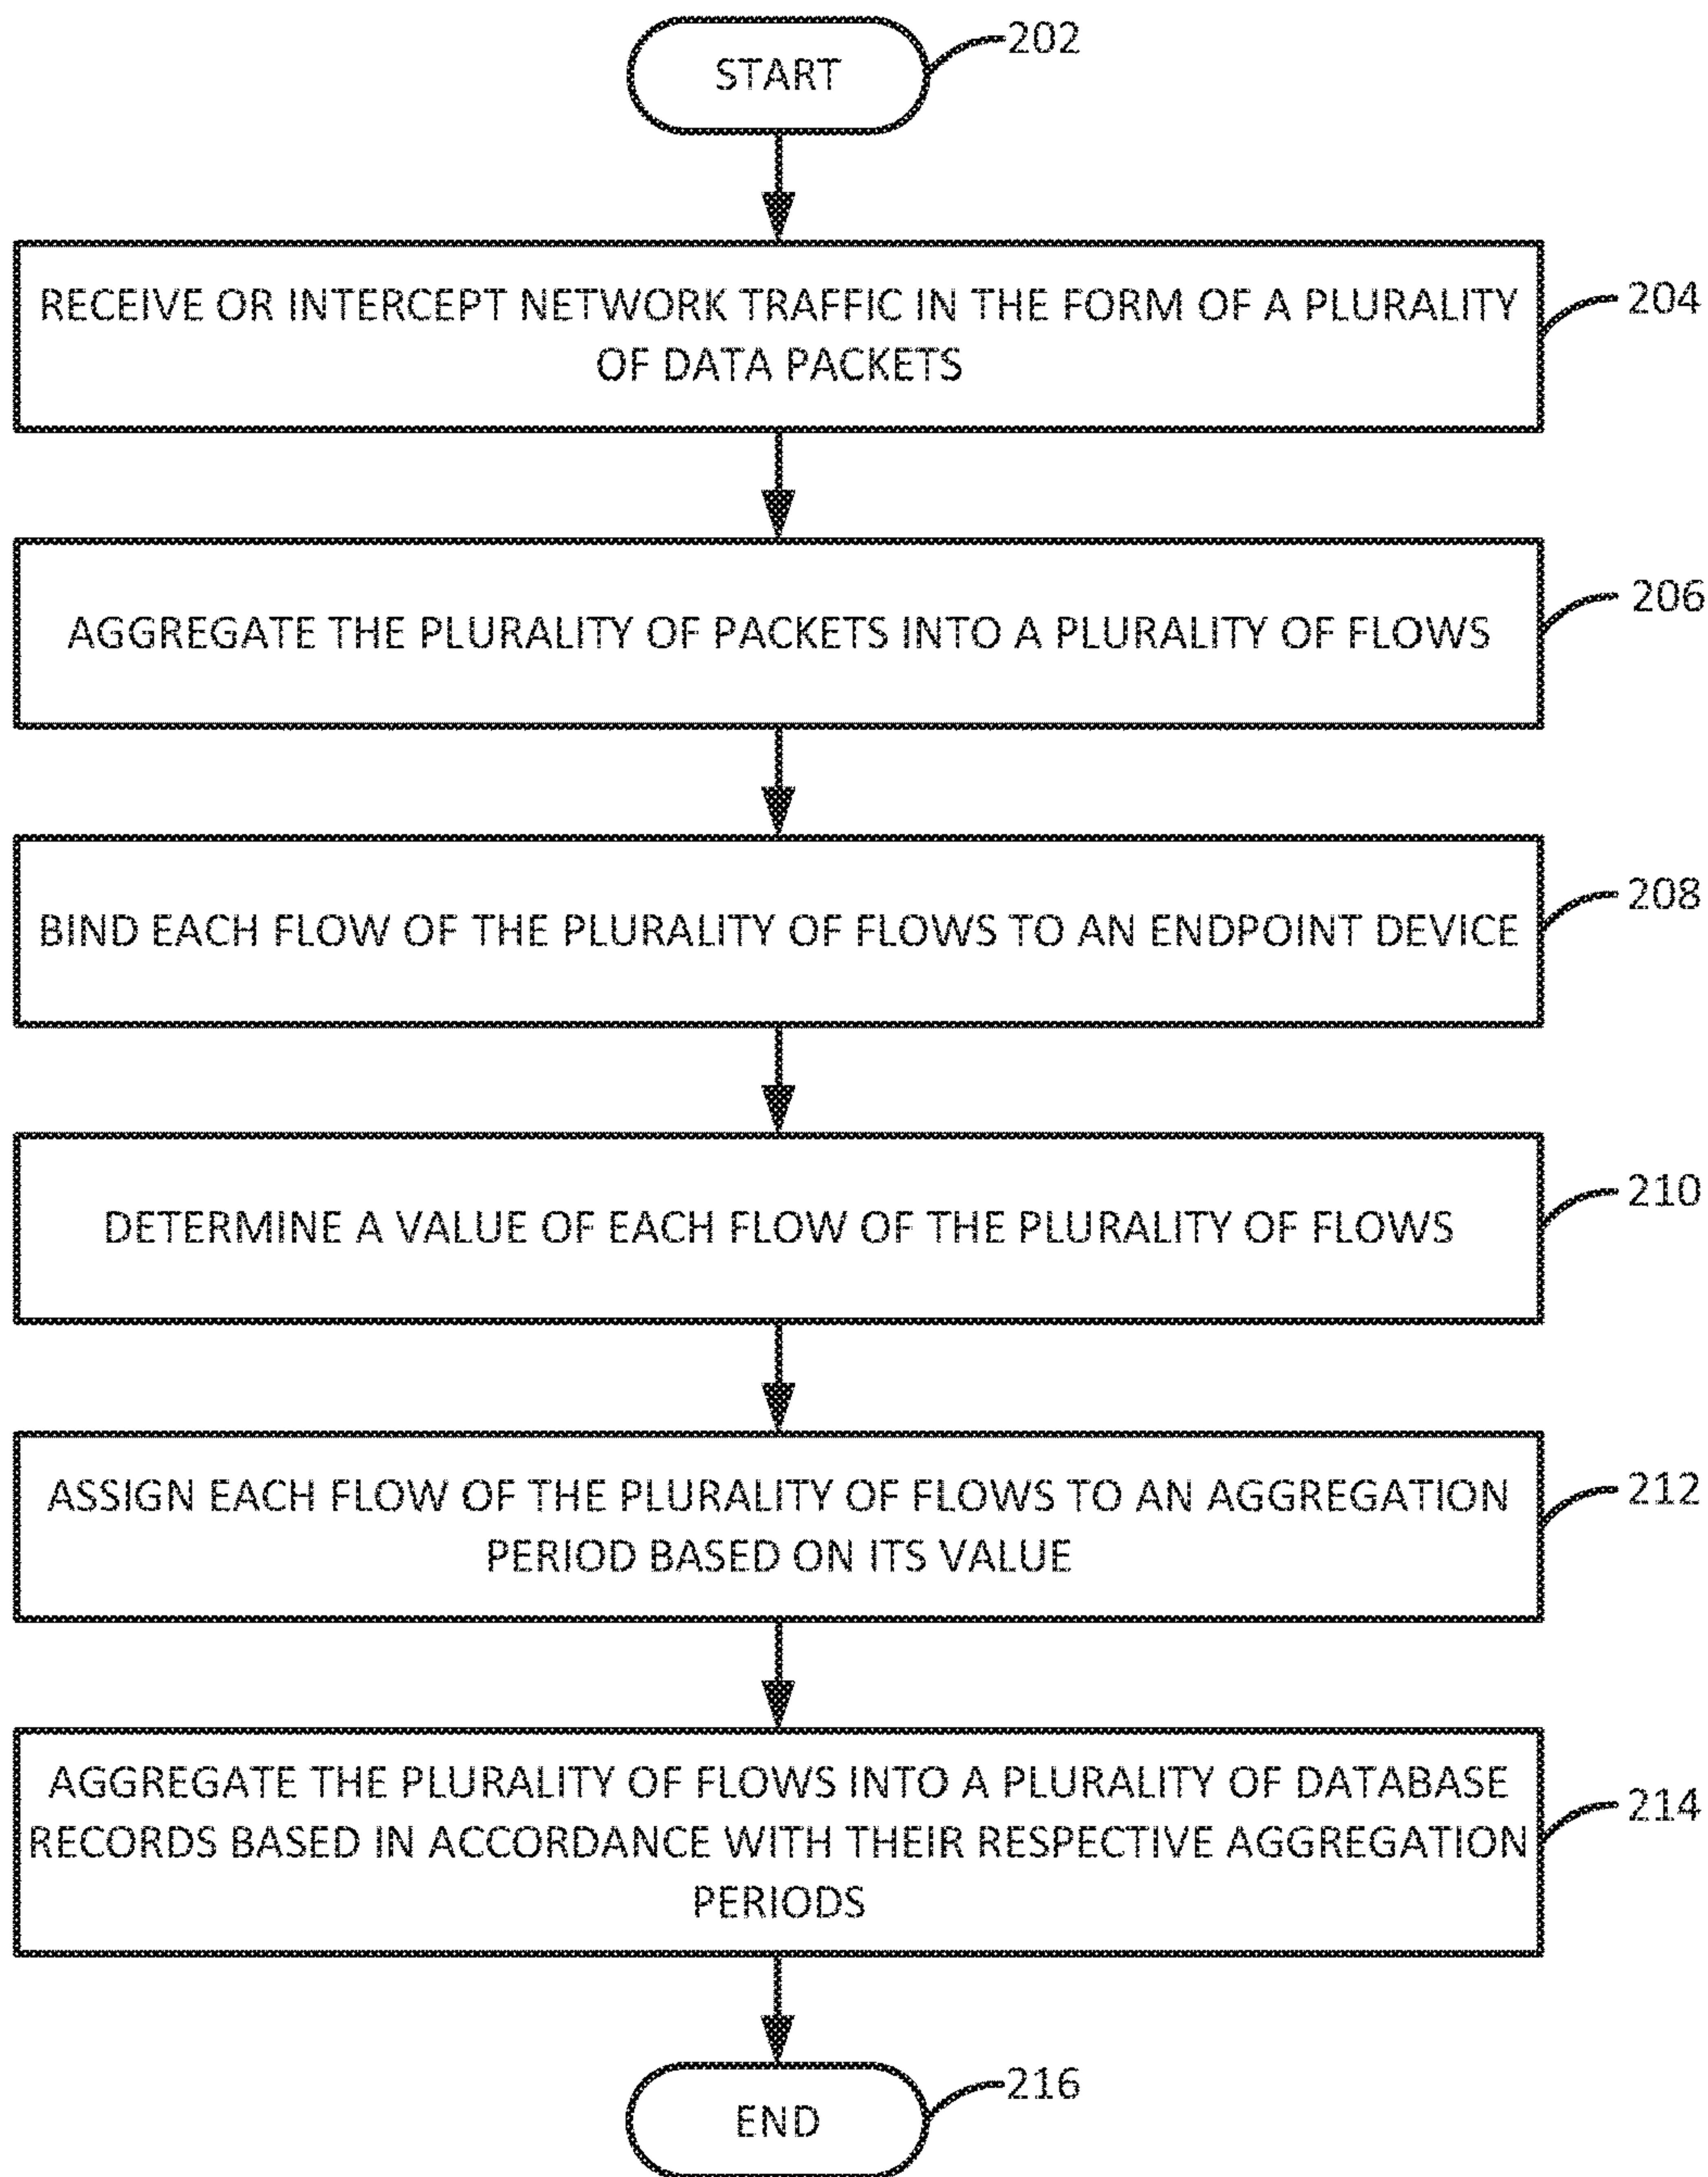 START
202
RECEIVE OR INTERCEPT NETWORK TRAFFIC IN THE FORM OF A PLURALITY
OF DATA PACKETS
204
AGGREGATE THE PLURALITY OF PACKETS INTO A PLURALITY OF FLOWS
206
BIND EACH FLOW OF THE PLURALITY OF FLOWS TO AN ENDPOINT DEVICE
208
DETERMINE A VALUE OF EACH FLOW OF THE PLURALITY OF FLOWS
210
ASSIGN EACH FLOW OF THE PLURALITY OF FLOWS TO AN AGGREGATION
PERIOD BASED ON ITS VALUE
212
AGGREGATE THE PLURALITY OF FLOWS INTO A PLURALITY OF DATABASE
RECORDS BASED IN ACCORDANCE WITH THEIR RESPECTIVE AGGREGATION
PERIODS
214
END
216